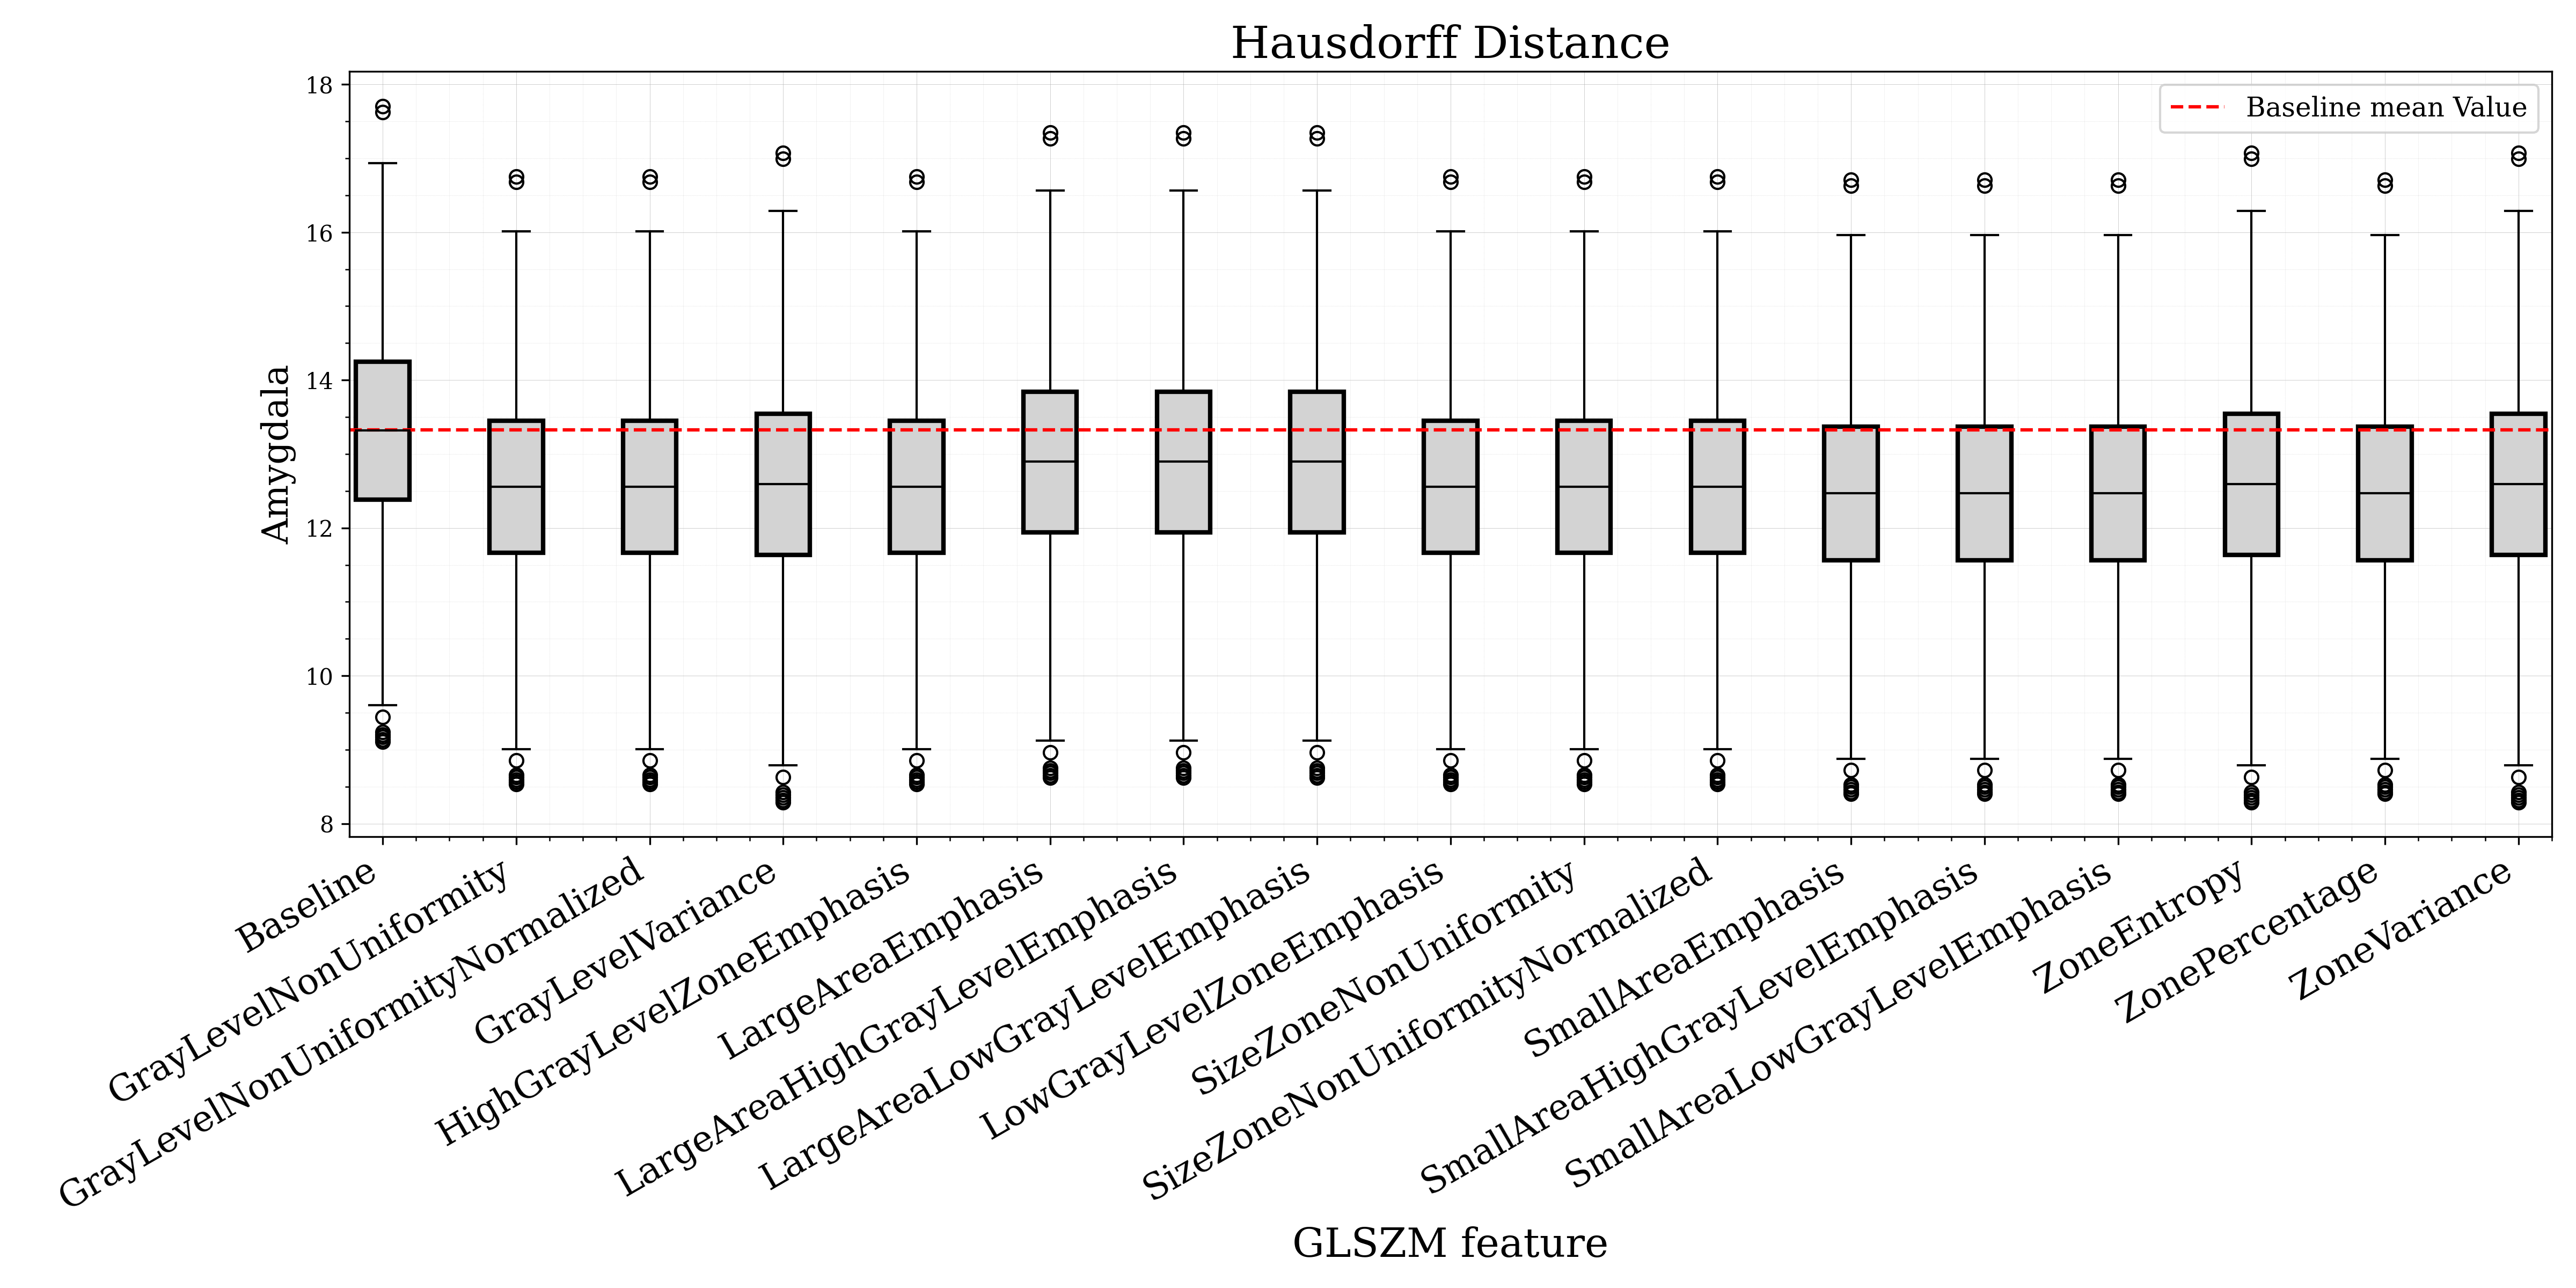 Hausdorff Distance
Baseline mean Value
Amygdala
18
16
14
12
10
8
Baseline
GrayLevelNonUniformity
GrayLevelNonUniformityNormalized
GrayLevelVariance
HighGrayLevelZoneEmphasis
LargeAreaEmphasis
LargeAreaHighGrayLevelEmphasis
LargeAreaLowGrayLevelEmphasis
LowGrayLevelZoneEmphasis
SizeZoneNonUniformity
SizeZoneNonUniformityNormalized
SmallAreaEmphasis
SmallAreaHighGrayLevelEmphasis
SmallAreaLowGrayLevelEmphasis
ZoneEntropy
ZonePercentage
ZoneVariance
GLSZM feature